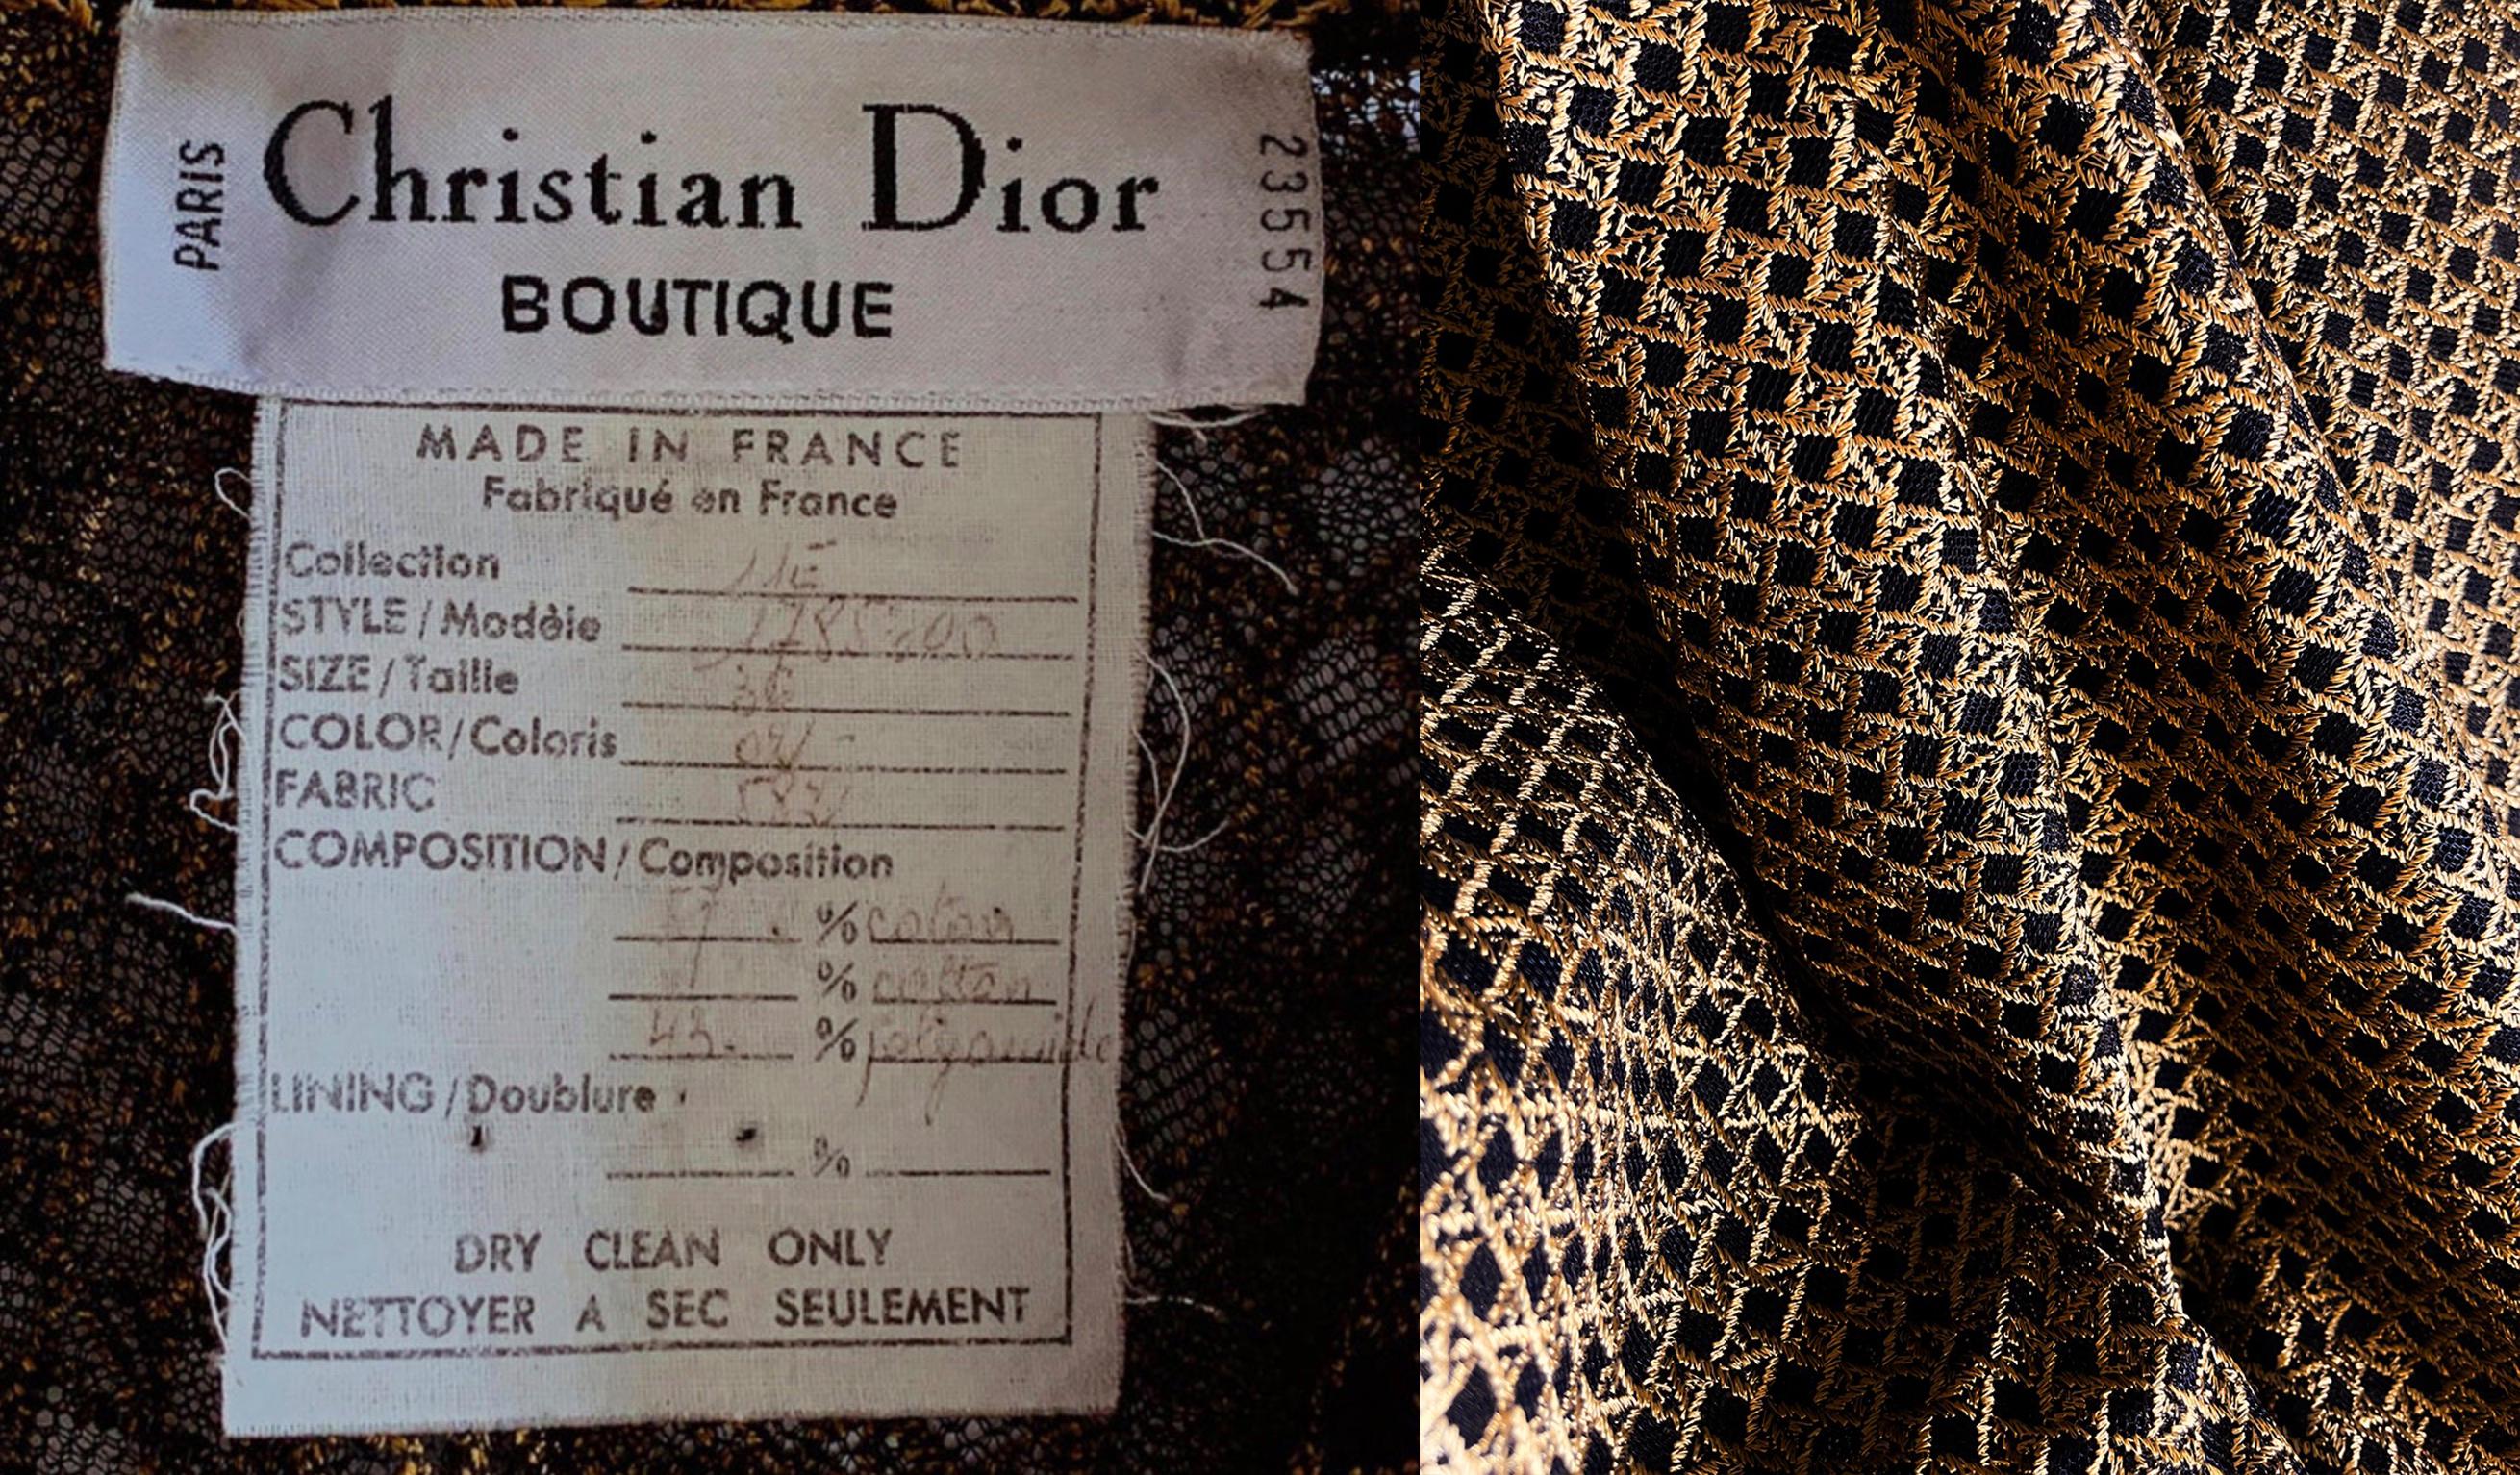 PARIS
Christian Dior
BOUTIQUE
23554
MADE IN FRANCE
Fabriqué en France
Collection
STYLE / Modèle
SIZE / Taille
COLOR / Coloris
FABRIC
COMPOSITION / Composition
% coton
% cotton
43. % polyamide
LINING / Doublure
%
DRY CLEAN ONLY
NETTOYER A SEC SEULEMENT